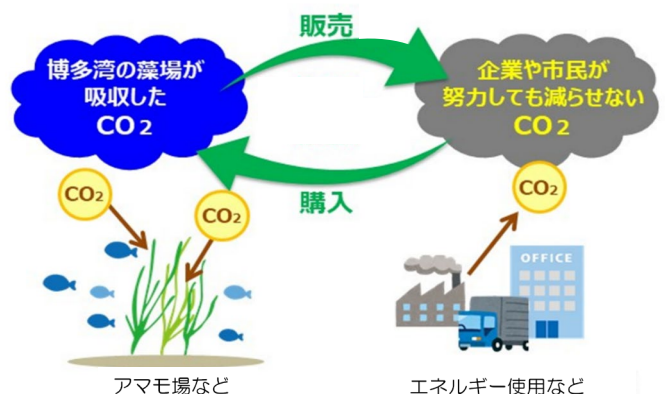 販売
博多湾の藻場が
吸収した
CO２
企業や市民が
努力しても減らせない
CO２
購入
CO₂
CO₂
CO₂
OFFICE
アマモ場など
エネルギー使用など